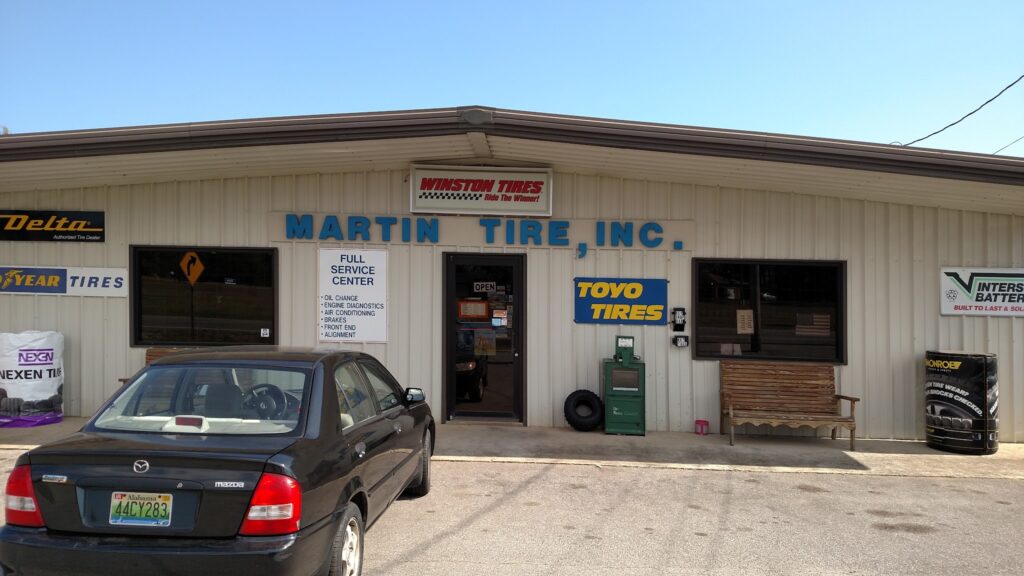 WINSTON TIRES
Ride The Winner!
MARTIN TIRE, INC.
Delta
Authorized Tire Dealer
YEAR TIRES
FULL
SERVICE
CENTER
• OIL CHANGE
• ENGINE DIAGNOSTICS
• AIR CONDITIONING
• BRAKES
• FRONT END
• ALIGNMENT
OPEN
TOYO
TIRES
INTERS
BATTER
BUILT TO LAST & SOL
NEXEN
NEXEN TI
MONROE
mazda
Alabama
44CY283